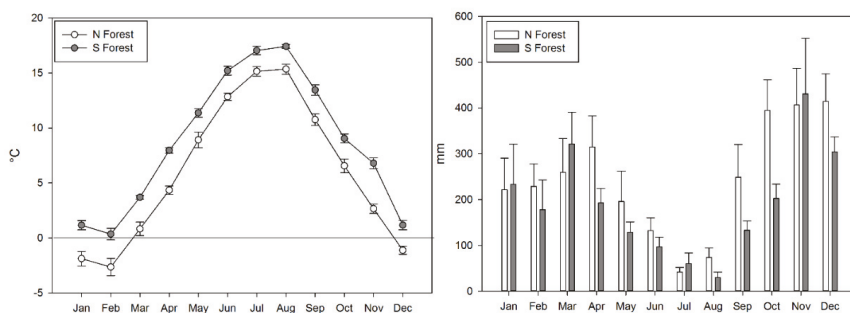 20
15
10
5
0
-5
°C
N Forest
S Forest
Jan Feb Mar Apr May Jun Jul Aug Sep Oct Nov Dec
600
500
400
300
200
100
0
mm
N Forest
S Forest
Jan Feb Mar Apr May Jun Jul Aug Sep Oct Nov Dec